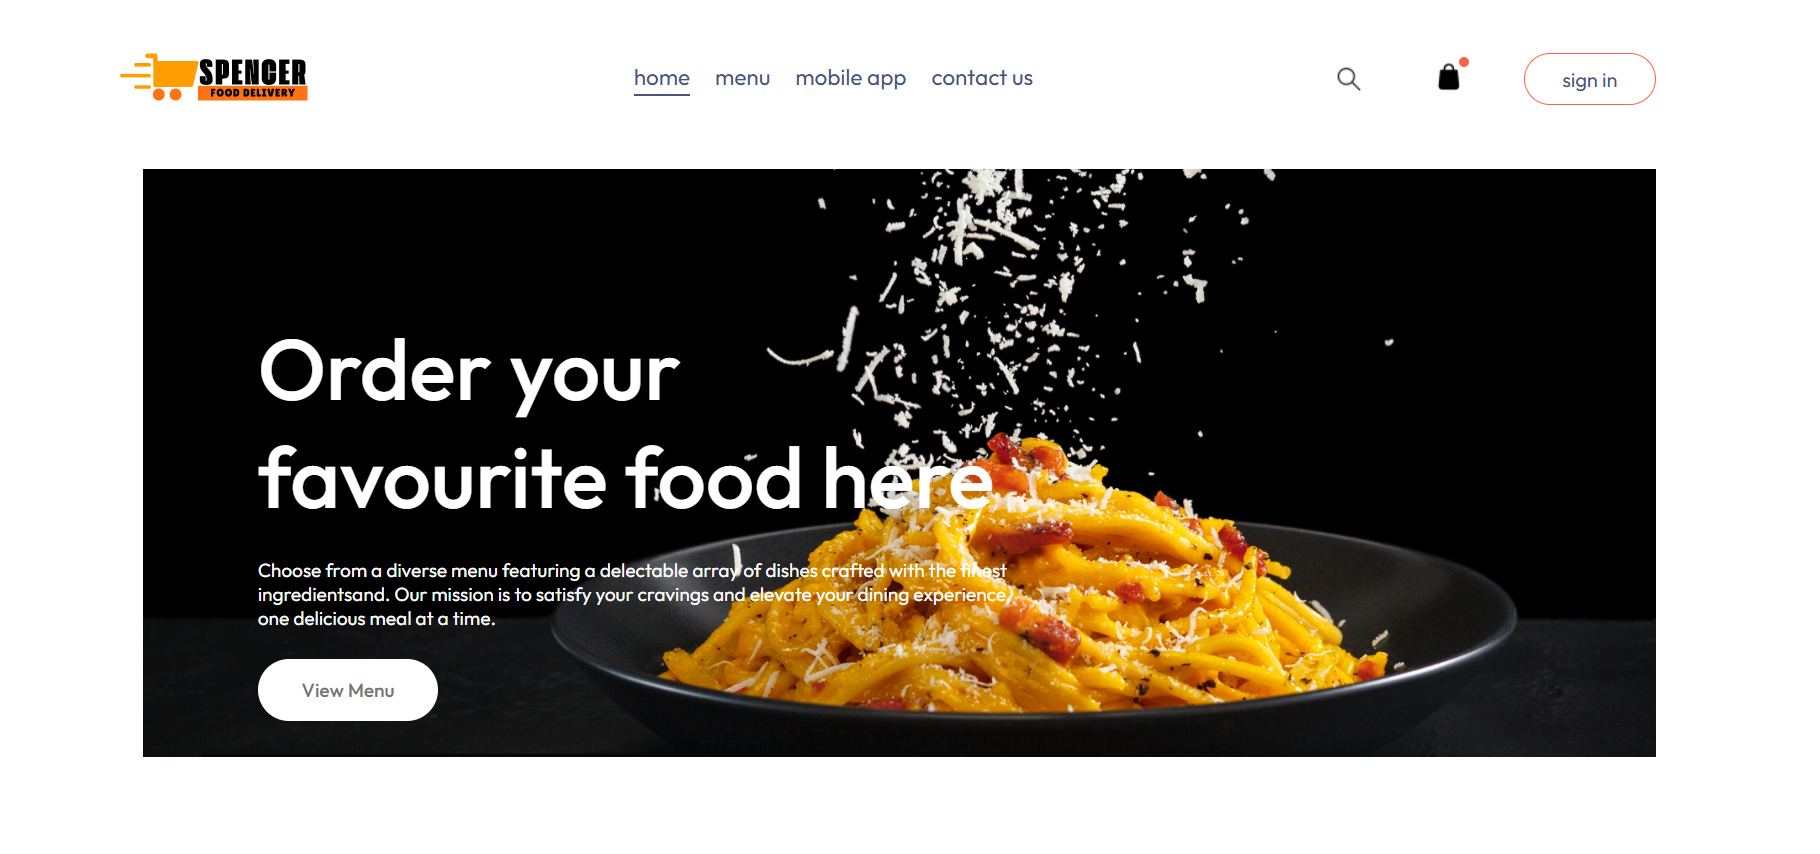 SPENCER
FOOD DELIVERY
home
menu
mobile app
contact us
sign in
Order your
favourite food here
Choose from a diverse menu featuring a delectable array of dishes crafted with the finest
ingredientsand. Our mission is to satisfy your cravings and elevate your dining experience,
one delicious meal at a time.
View Menu